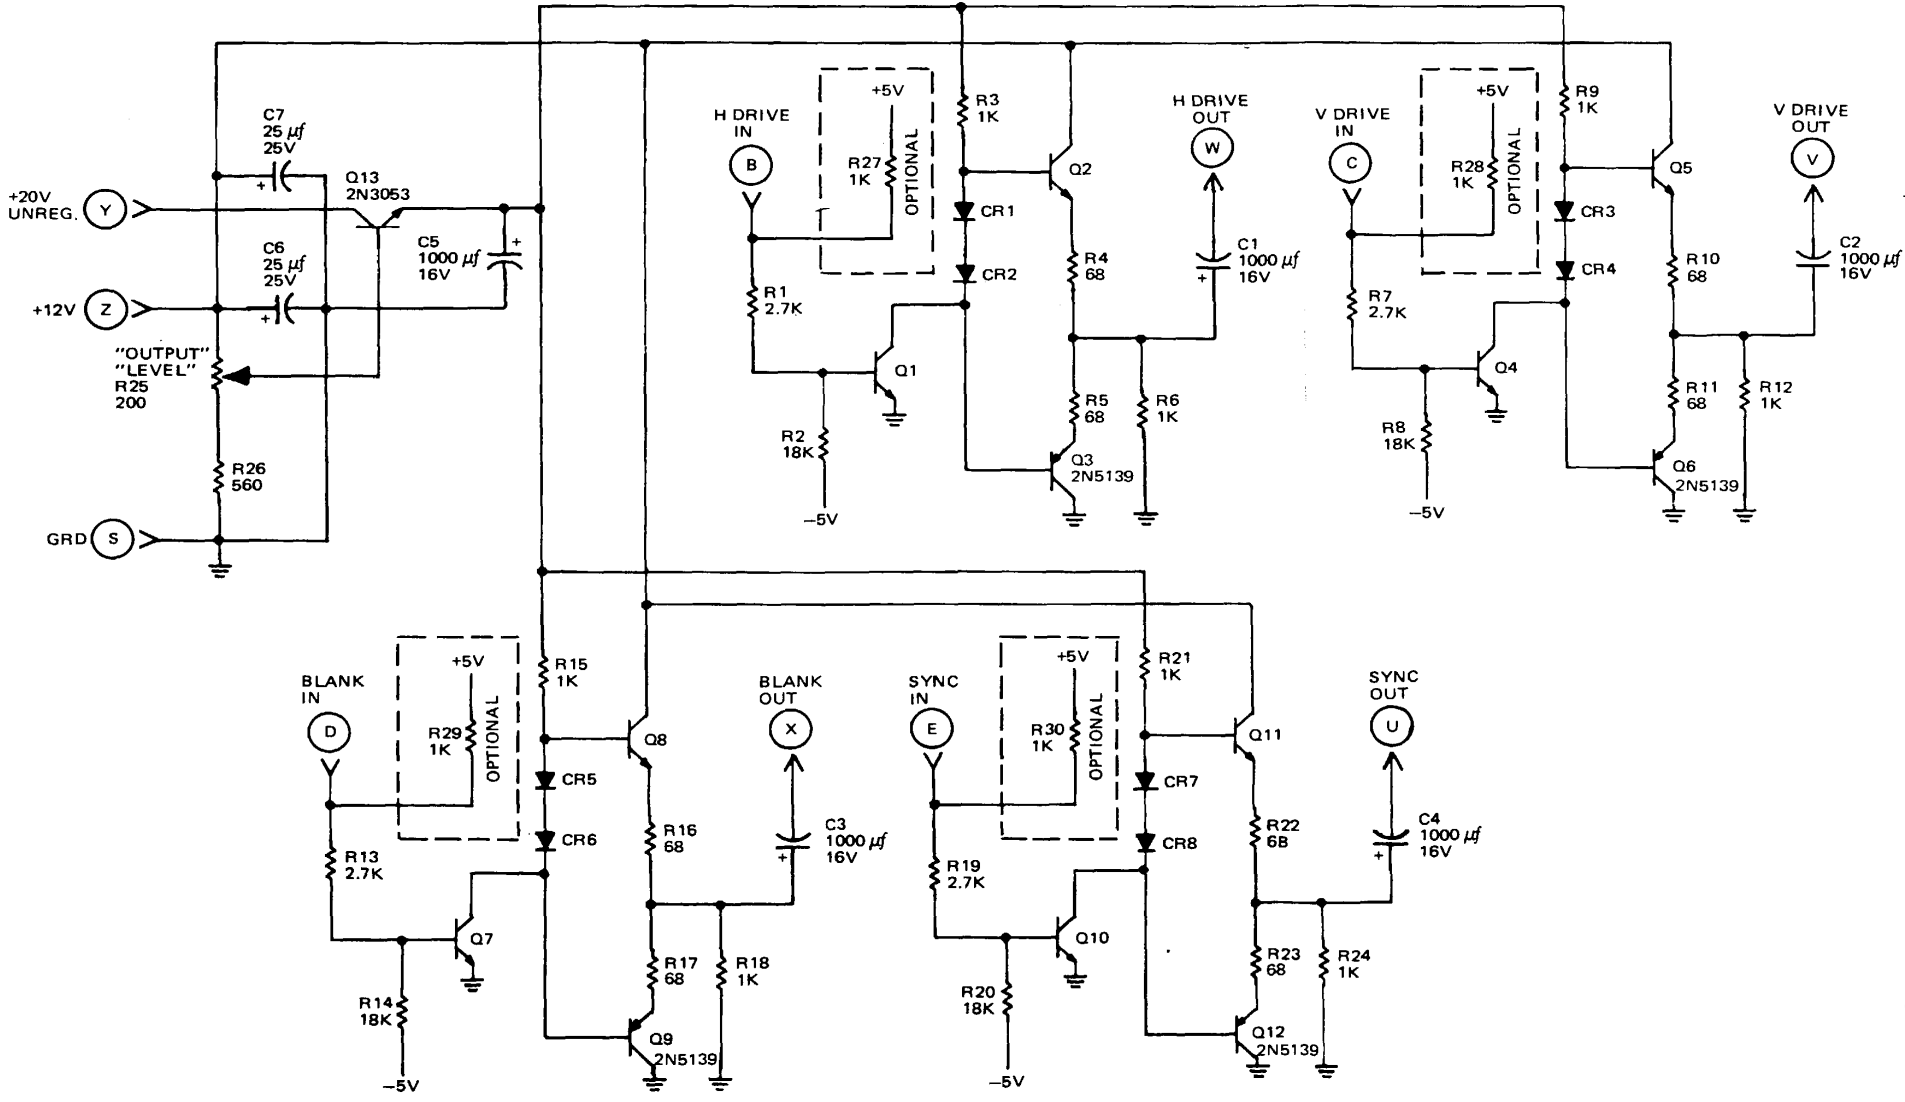 C7
25 µf
25V
+
Q13
2N3053
+20V
UNREG.
Y
C6
25 µf
25V
+
C5
1000 µf
16V
+
+12V
Z
"OUTPUT"
"LEVEL"
R25
200
R26
560
GRD
S
H DRIVE
IN
B
+5V
R27
1K
OPTIONAL
R1
2.7K
R2
18K
−5V
Q1
R3
1K
CR1
CR2
Q2
R4
68
R5
68
Q3
2N5139
R6
1K
H DRIVE
OUT
W
C1
1000 µf
16V
+
V DRIVE
IN
C
+5V
R28
1K
OPTIONAL
R7
2.7K
R8
18K
−5V
Q4
R9
1K
CR3
CR4
Q5
R10
68
R11
68
Q6
2N5139
R12
1K
V DRIVE
OUT
V
C2
1000 µf
16V
BLANK
IN
D
+5V
R29
1K
OPTIONAL
R13
2.7K
R14
18K
−5V
Q7
R15
1K
CR5
CR6
Q8
R16
68
R17
68
Q9
2N5139
R18
1K
BLANK
OUT
X
C3
1000 µf
16V
+
SYNC
IN
E
+5V
R30
1K
OPTIONAL
R19
2.7K
R20
18K
−5V
Q10
R21
1K
CR7
CR8
Q11
R22
6B
R23
68
Q12
2N5139
R24
1K
SYNC
OUT
U
C4
1000 µf
16V
+